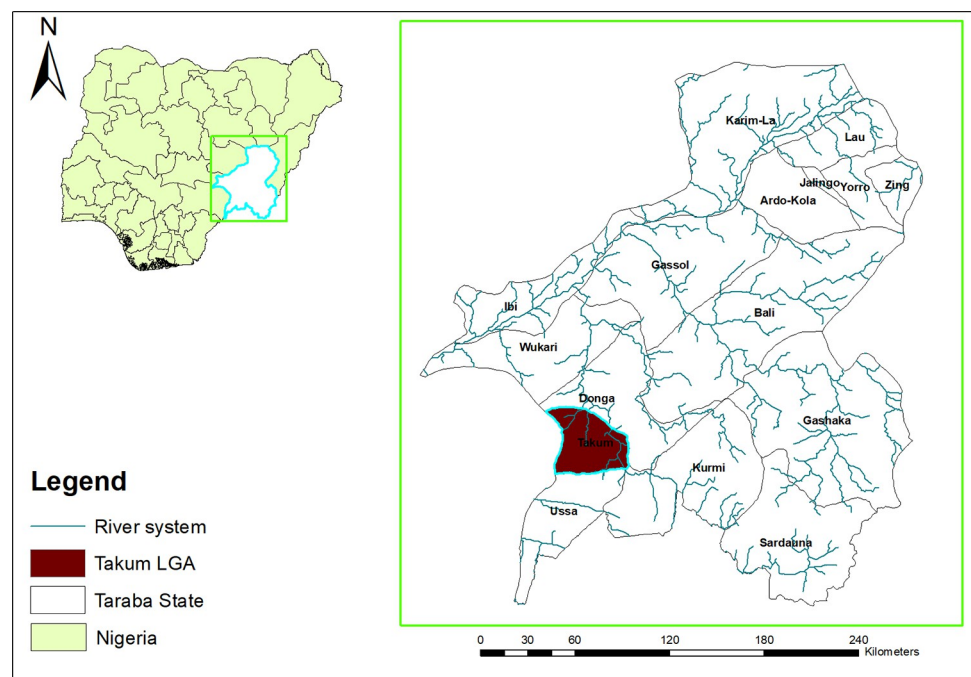 N
Karim-La
Lau
Jalingo
Yorro
Zing
Ardo-Kola
Gassol
Ibi
Bali
Wukari
Donga
Gashaka
Takum
Kurmi
Ussa
Sardauna
Legend
River system
Takum LGA
Taraba State
Nigeria
0 30 60 120 180 240
Kilometers